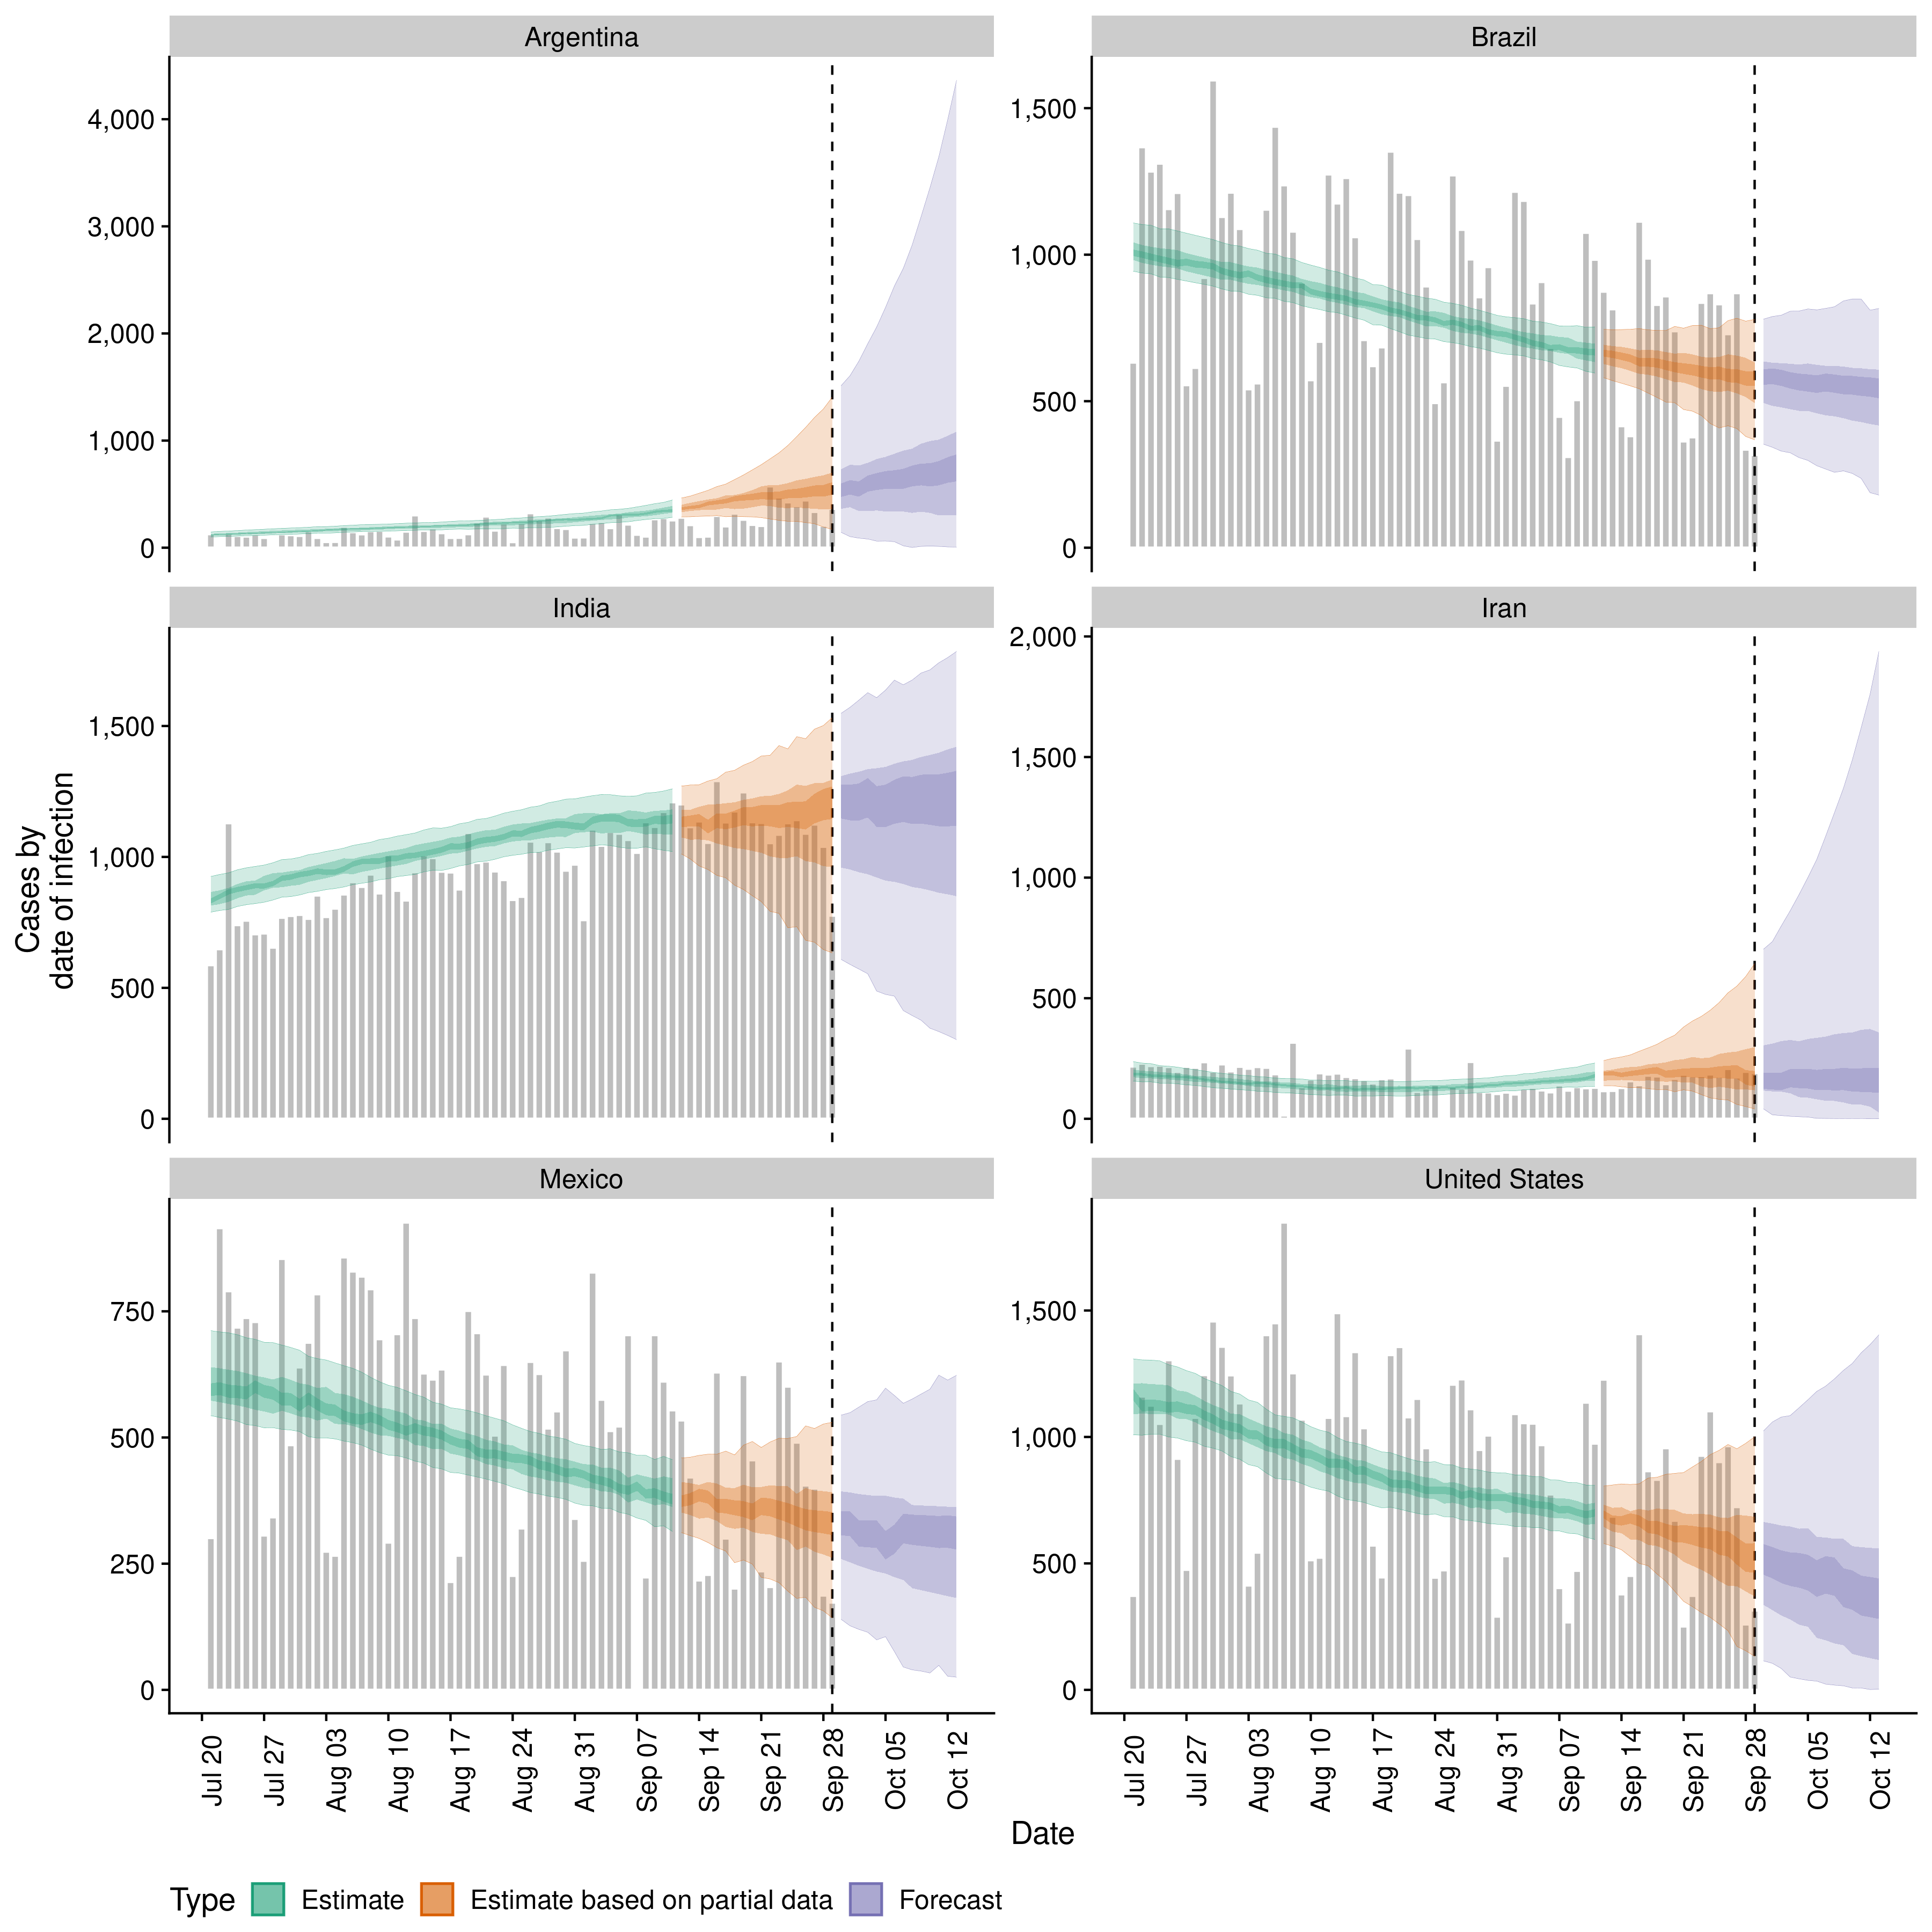 Argentina
Brazil
4,000
3,000
2,000
1,000
0
1,500
1,000
500
0
India
Iran
1,500
1,000
500
0
2,000
1,500
1,000
500
0
Mexico
United States
750
500
250
0
1,500
1,000
500
0
Cases by
date of infection
Jul 20
Jul 27
Aug 03
Aug 10
Aug 17
Aug 24
Aug 31
Sep 07
Sep 14
Sep 21
Sep 28
Oct 05
Oct 12
Jul 20
Jul 27
Aug 03
Aug 10
Aug 17
Aug 24
Aug 31
Sep 07
Sep 14
Sep 21
Sep 28
Oct 05
Oct 12
Date
Type Estimate Estimate based on partial data Forecast